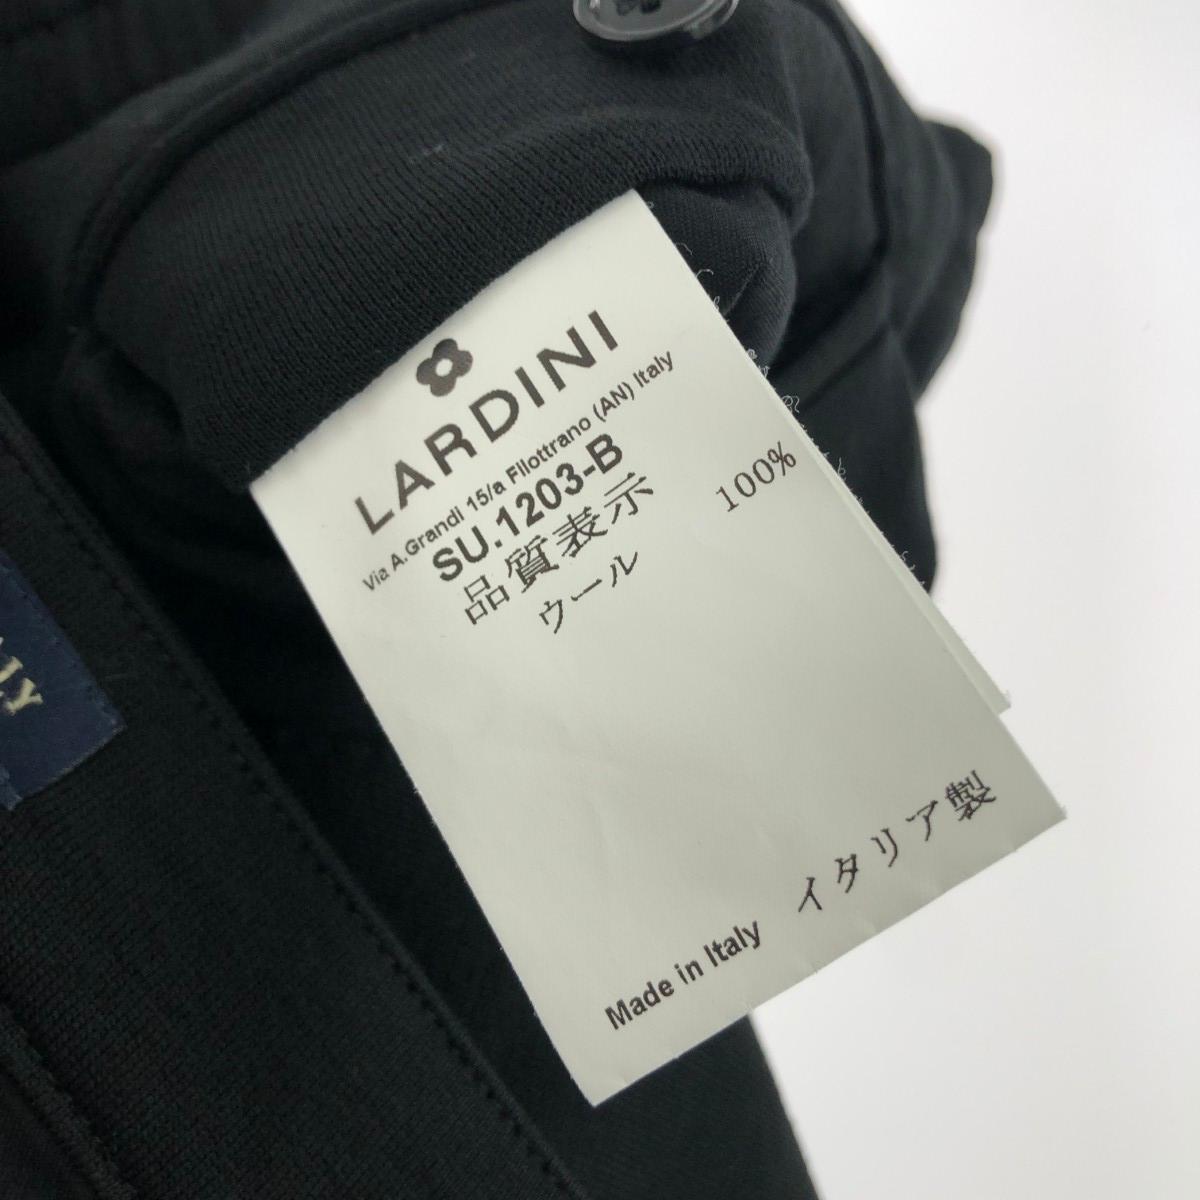 LARDINI
Via A.Grandi 15/a Filottrano (AN) Italy
SU.1203-B
品質表示
ウール 100%
Made in Italy イタリア製